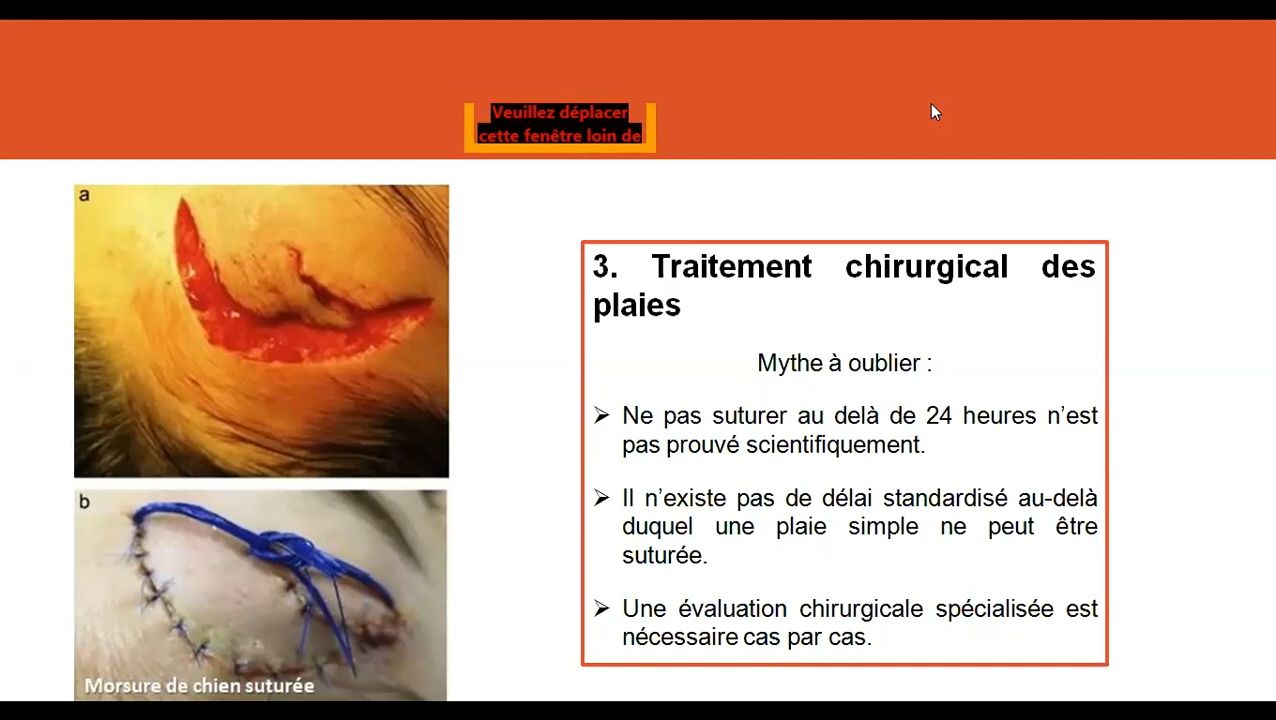 Veuillez déplacer
cette fenêtre loin de
a
3. Traitement chirurgical des
plaies
Mythe à oublier :
➢ Ne pas suturer au delà de 24 heures n’est
pas prouvé scientifiquement.
➢ Il n’existe pas de délai standardisé au-delà
duquel une plaie simple ne peut être
suturée.
➢ Une évaluation chirurgicale spécialisée est
nécessaire cas par cas.
b
Morsure de chien suturée